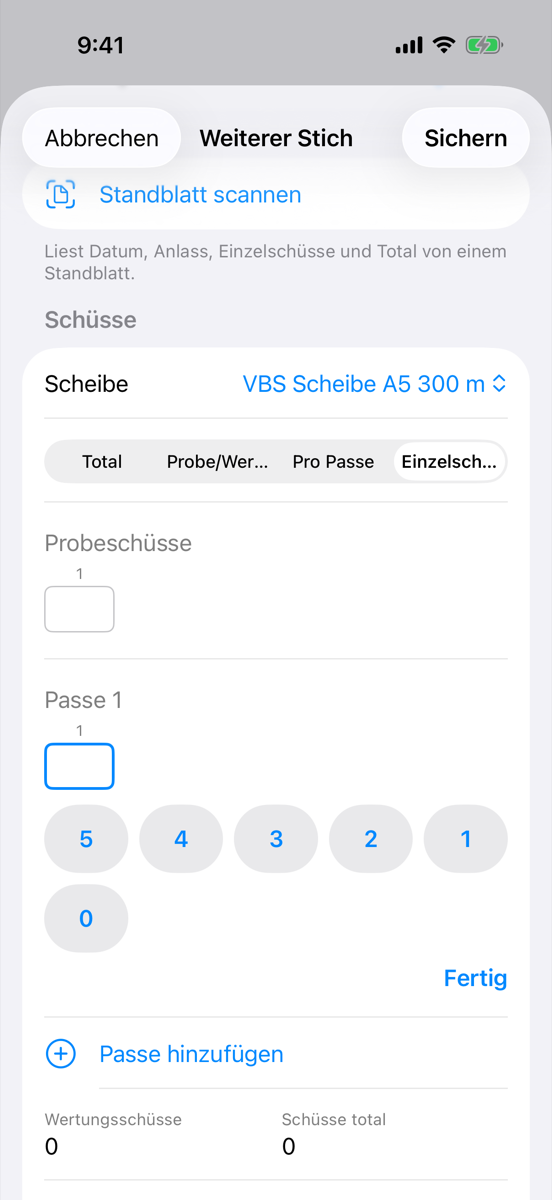 9:41
Abbrechen
Weiterer Stich
Sichern
Standblatt scannen
Liest Datum, Anlass, Einzelschüsse und Total von einem
Standblatt.
Schüsse
Scheibe
VBS Scheibe A5 300 m
Total
Probe/Wer...
Pro Passe
Einzelsch...
Probeschüsse
1
Passe 1
1
5
4
3
2
1
0
Fertig
Passe hinzufügen
Wertungsschüsse
Schüsse total
0
0